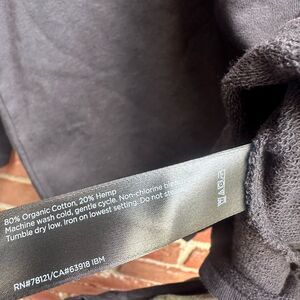 80% Organic Cotton, 20% Hemp
Machine wash cold, gentle cycle. Non-chlorine
Tumble dry low. Iron on lowest setting. Do not
RN#78121/CA#63918 IBM